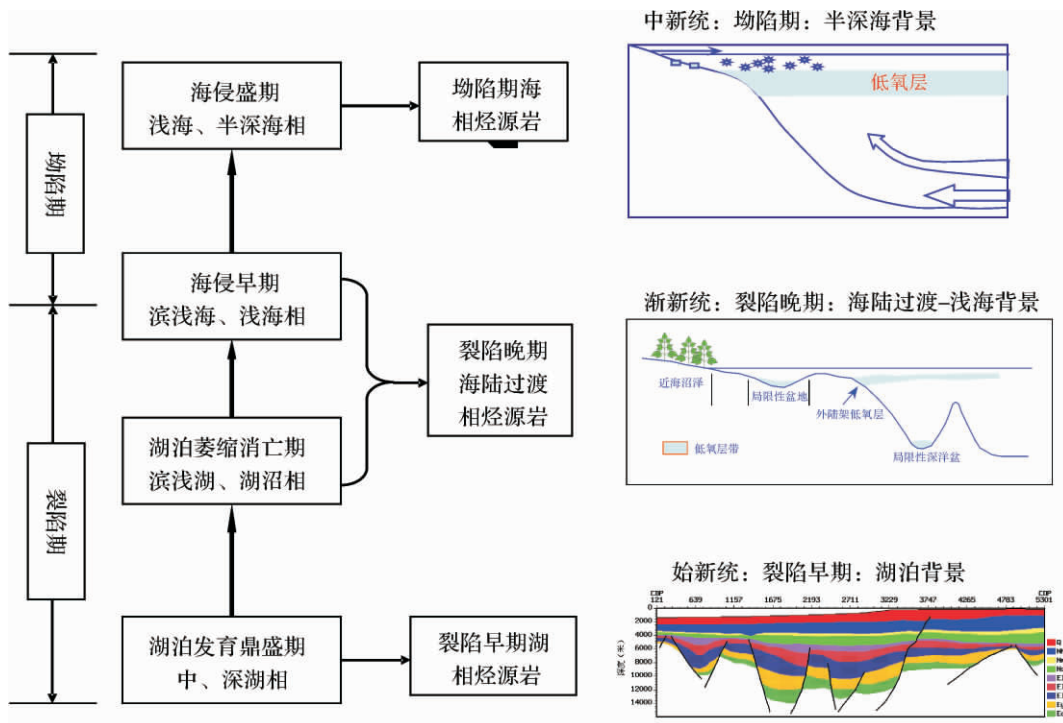 坳陷期
裂陷期
海侵盛期
浅海、半深海相
坳陷期海
相烃源岩
海侵早期
滨浅海、浅海相
裂陷晚期
海陆过渡
相烃源岩
湖泊萎缩消亡期
滨浅湖、湖沼相
湖泊发育鼎盛期
中、深湖相
裂陷早期湖
相烃源岩
中新统：坳陷期：半深海背景
低氧层
渐新统：裂陷晚期：海陆过渡-浅海背景
近海沼泽
局限性盆地
外陆架低氧层
低氧层带
局限性深洋盆
始新统：裂陷早期：湖泊背景
CDP
CDP
121 639 1157 1675 2193 2711 3229 3747 4265 4783 5301
0
2000
4000
6000
8000
10000
12000
14000
深度（米）